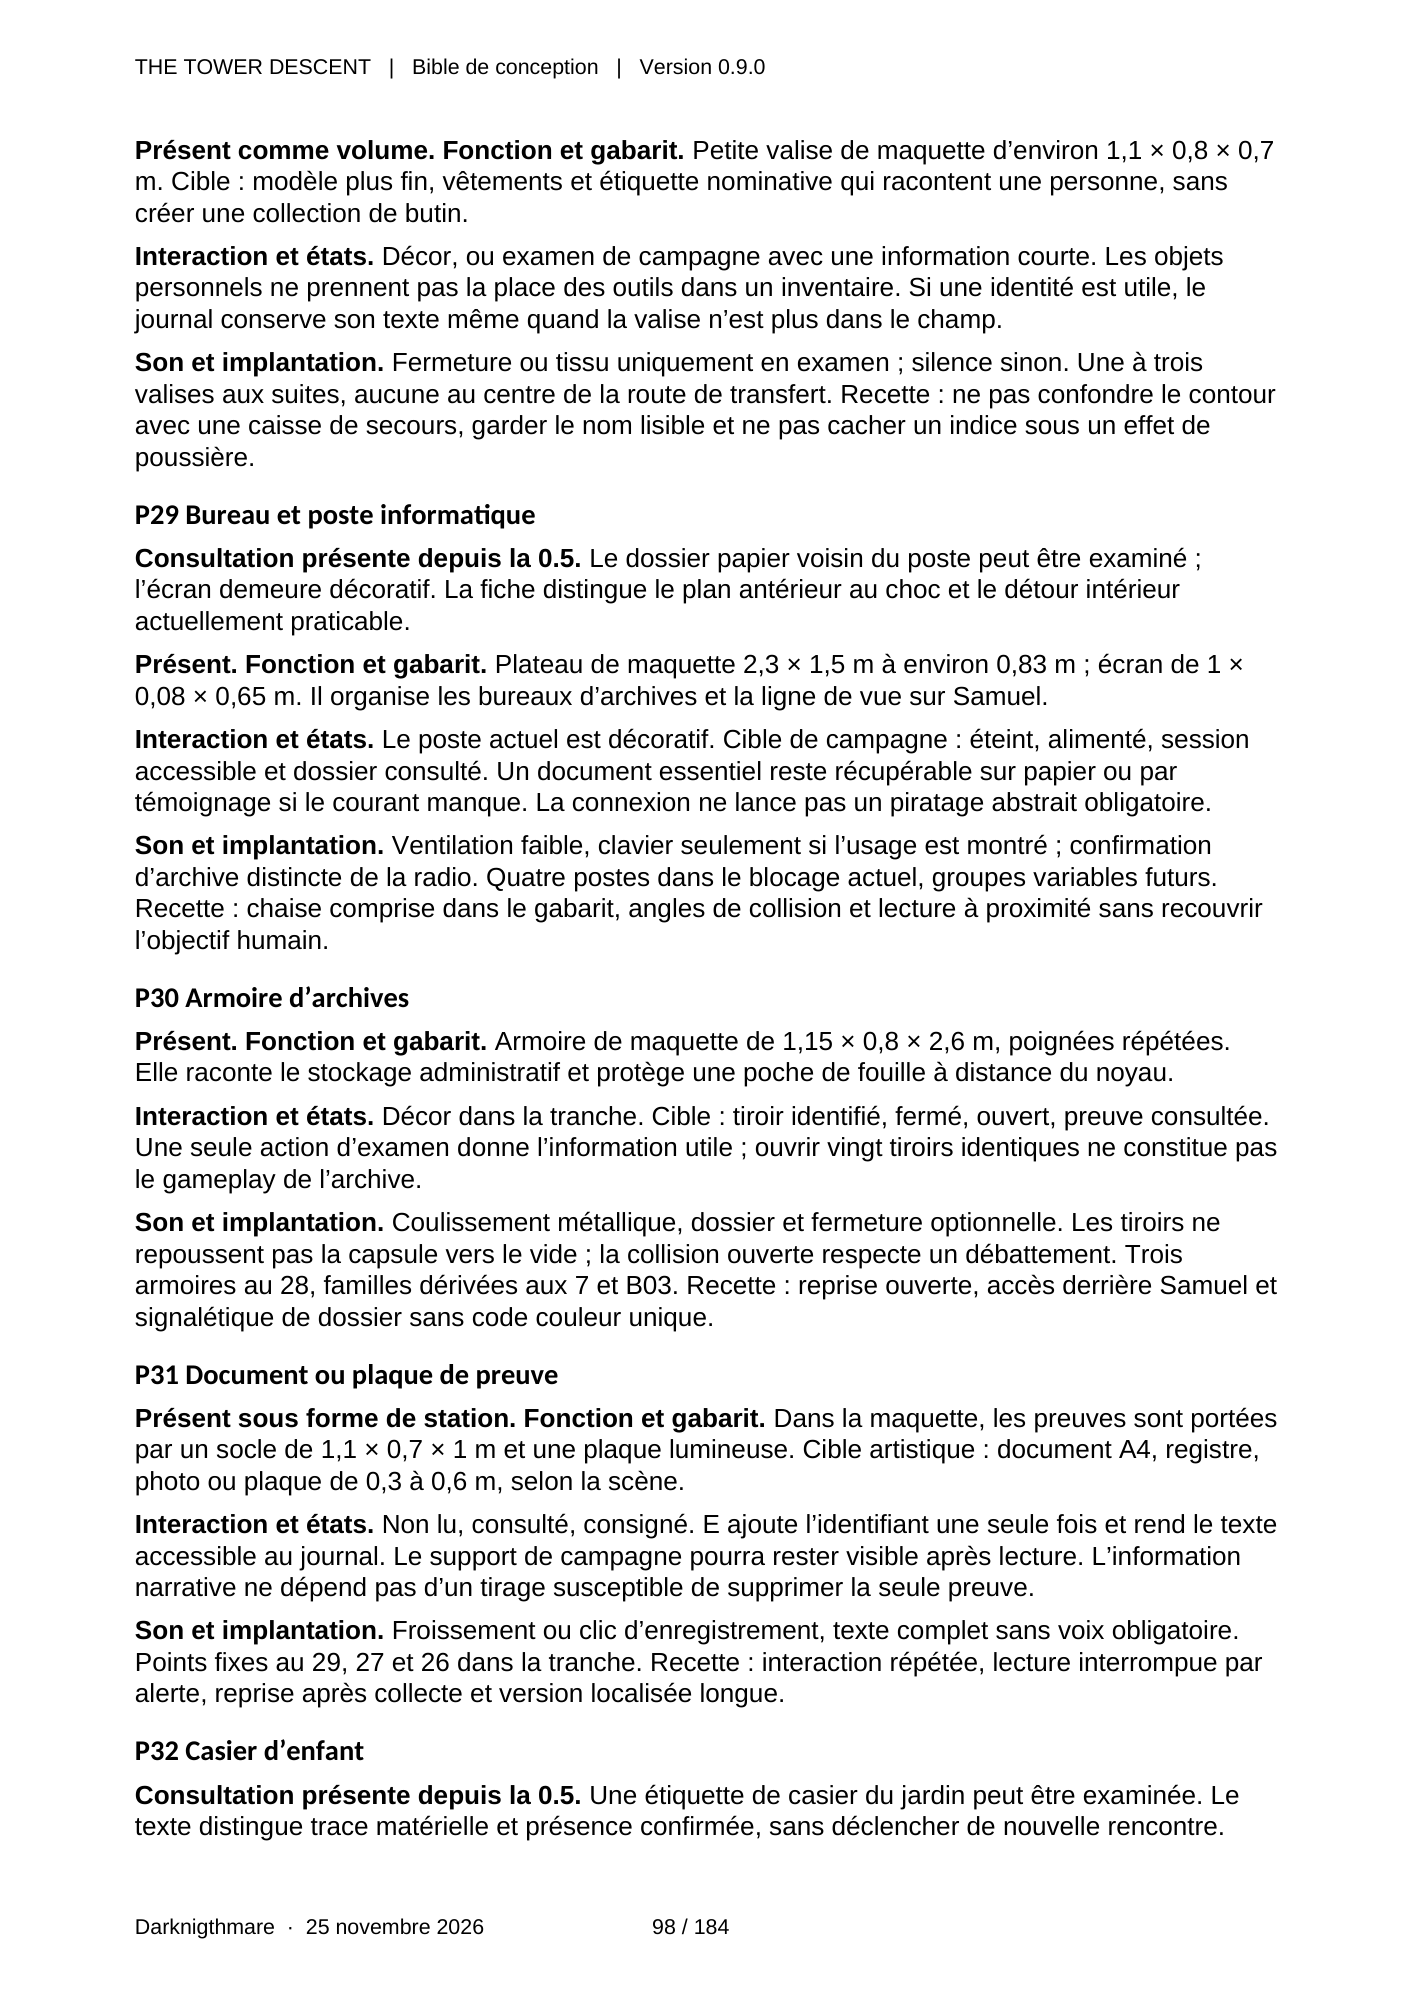 THE TOWER DESCENT | Bible de conception | Version 0.9.0
Présent comme volume. Fonction et gabarit. Petite valise de maquette d’environ 1,1 × 0,8 × 0,7
m. Cible : modèle plus fin, vêtements et étiquette nominative qui racontent une personne, sans
créer une collection de butin.
Interaction et états. Décor, ou examen de campagne avec une information courte. Les objets
personnels ne prennent pas la place des outils dans un inventaire. Si une identité est utile, le
journal conserve son texte même quand la valise n’est plus dans le champ.
Son et implantation. Fermeture ou tissu uniquement en examen ; silence sinon. Une à trois
valises aux suites, aucune au centre de la route de transfert. Recette : ne pas confondre le contour
avec une caisse de secours, garder le nom lisible et ne pas cacher un indice sous un effet de
poussière.
P29 Bureau et poste informatique
Consultation présente depuis la 0.5. Le dossier papier voisin du poste peut être examiné ;
l’écran demeure décoratif. La fiche distingue le plan antérieur au choc et le détour intérieur
actuellement praticable.
Présent. Fonction et gabarit. Plateau de maquette 2,3 × 1,5 m à environ 0,83 m ; écran de 1 ×
0,08 × 0,65 m. Il organise les bureaux d’archives et la ligne de vue sur Samuel.
Interaction et états. Le poste actuel est décoratif. Cible de campagne : éteint, alimenté, session
accessible et dossier consulté. Un document essentiel reste récupérable sur papier ou par
témoignage si le courant manque. La connexion ne lance pas un piratage abstrait obligatoire.
Son et implantation. Ventilation faible, clavier seulement si l’usage est montré ; confirmation
d’archive distincte de la radio. Quatre postes dans le blocage actuel, groupes variables futurs.
Recette : chaise comprise dans le gabarit, angles de collision et lecture à proximité sans recouvrir
l’objectif humain.
P30 Armoire d’archives
Présent. Fonction et gabarit. Armoire de maquette de 1,15 × 0,8 × 2,6 m, poignées répétées.
Elle raconte le stockage administratif et protège une poche de fouille à distance du noyau.
Interaction et états. Décor dans la tranche. Cible : tiroir identifié, fermé, ouvert, preuve consultée.
Une seule action d’examen donne l’information utile ; ouvrir vingt tiroirs identiques ne constitue pas
le gameplay de l’archive.
Son et implantation. Coulissement métallique, dossier et fermeture optionnelle. Les tiroirs ne
repoussent pas la capsule vers le vide ; la collision ouverte respecte un débattement. Trois
armoires au 28, familles dérivées aux 7 et B03. Recette : reprise ouverte, accès derrière Samuel et
signalétique de dossier sans code couleur unique.
P31 Document ou plaque de preuve
Présent sous forme de station. Fonction et gabarit. Dans la maquette, les preuves sont portées
par un socle de 1,1 × 0,7 × 1 m et une plaque lumineuse. Cible artistique : document A4, registre,
photo ou plaque de 0,3 à 0,6 m, selon la scène.
Interaction et états. Non lu, consulté, consigné. E ajoute l’identifiant une seule fois et rend le texte
accessible au journal. Le support de campagne pourra rester visible après lecture. L’information
narrative ne dépend pas d’un tirage susceptible de supprimer la seule preuve.
Son et implantation. Froissement ou clic d’enregistrement, texte complet sans voix obligatoire.
Points fixes au 29, 27 et 26 dans la tranche. Recette : interaction répétée, lecture interrompue par
alerte, reprise après collecte et version localisée longue.
P32 Casier d’enfant
Consultation présente depuis la 0.5. Une étiquette de casier du jardin peut être examinée. Le
texte distingue trace matérielle et présence confirmée, sans déclencher de nouvelle rencontre.
Darknigthmare · 25 novembre 2026 98 / 184